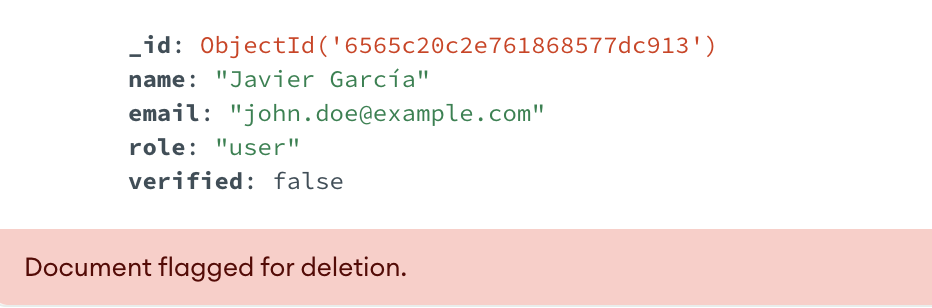 _id: ObjectId('6565c20c2e761868577dc913')
name: "Javier García"
email: "john.doe@example.com"
role: "user"
verified: false
Document flagged for deletion.